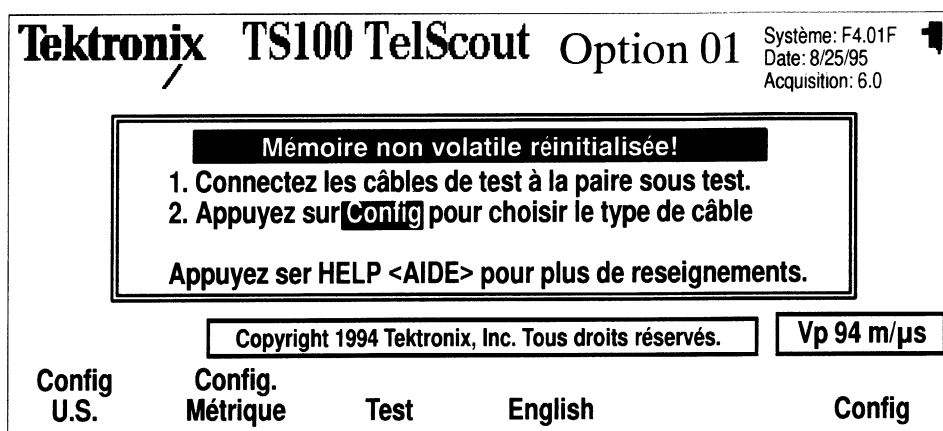 Tektronix TS100 TelScout Option 01
Système: F4.01F
Date: 8/25/95
Acquisition: 6.0
Mémoire non volatile réinitialisée!
1. Connectez les câbles de test à la paire sous test.
2. Appuyez sur Config pour choisir le type de câble
Appuyez ser HELP <AIDE> pour plus de reseignements.
Copyright 1994 Tektronix, Inc. Tous droits réservés.
Vp 94 m/µs
Config U.S.
Config. Métrique
Test
English
Config